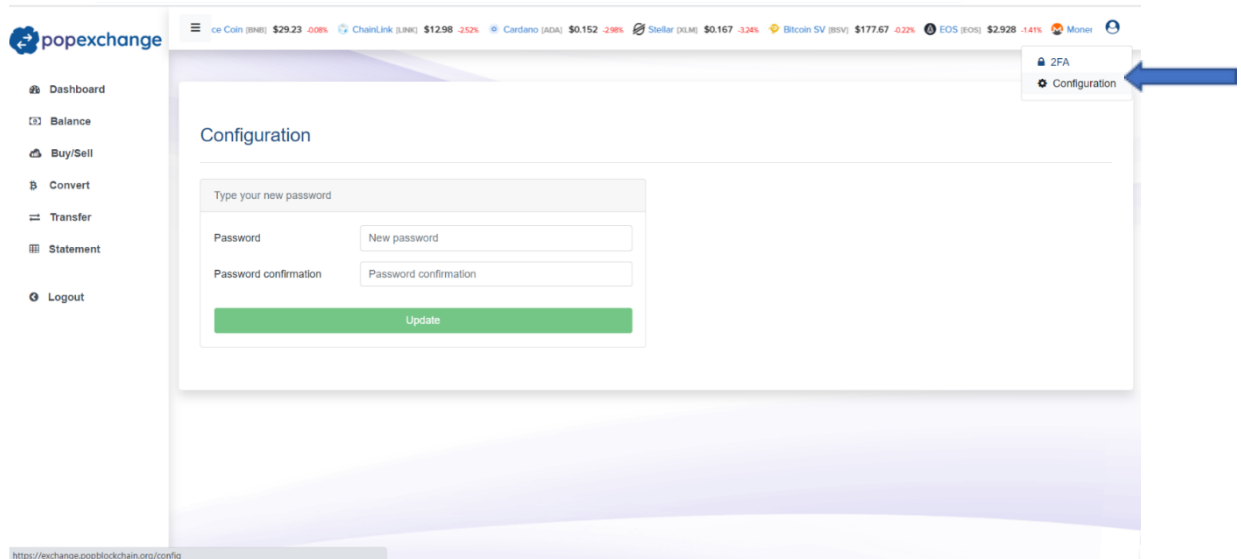 popexchange
ce Coin [BNB] $29.23 -0.08% ChainLink [LINK] $12.98 -2.52% Cardano [ADA] $0.152 -2.98% Stellar [XLM] $0.167 -3.24% Bitcoin SV [BSV] $177.67 -0.22% EOS [EOS] $2.928 -1.41% Moner
2FA
Configuration
Dashboard
Balance
Buy/Sell
Convert
Transfer
Statement
Logout
Configuration
Type your new password
Password New password
Password confirmation Password confirmation
Update
https://exchange.popblockchain.org/config